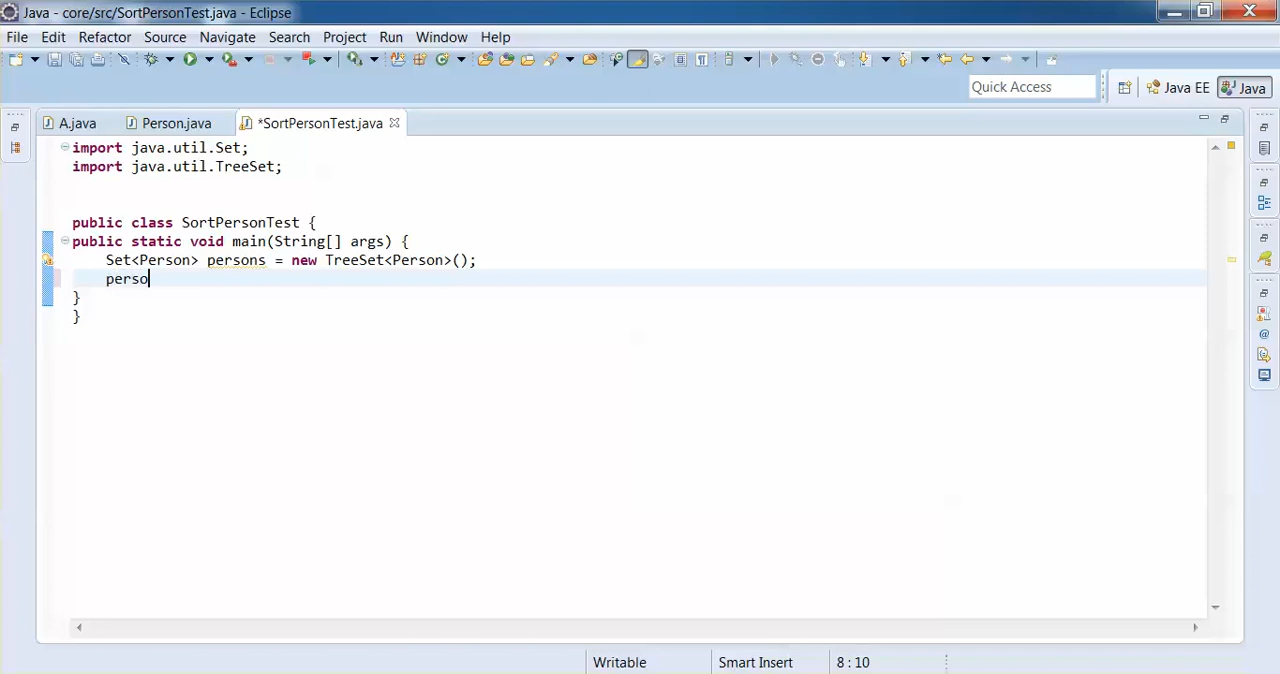 Java - core/src/SortPersonTest.java - Eclipse
File Edit Refactor Source Navigate Search Project Run Window Help
Quick Access Java EE Java
A.java Person.java *SortPersonTest.java
import java.util.Set;
import java.util.TreeSet;
public class SortPersonTest {
public static void main(String[] args) {
Set<Person> persons = new TreeSet<Person>();
perso
}
}
Writable Smart Insert 8 : 10